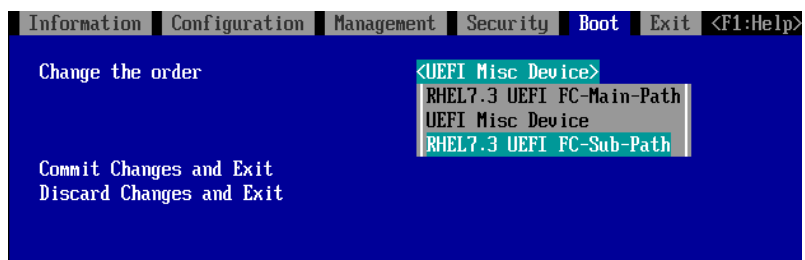 Information Configuration Management Security Boot Exit <F1:Help>
Change the order <UEFI Misc Device>
RHEL7.3 UEFI FC-Main-Path
UEFI Misc Device
RHEL7.3 UEFI FC-Sub-Path
Commit Changes and Exit
Discard Changes and Exit